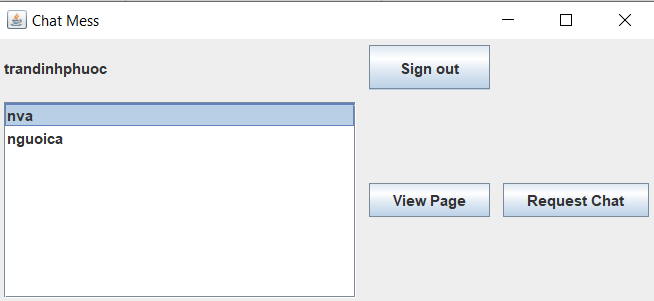 Chat Mess
trandinhphuoc
Sign out
nva
nguoica
View Page
Request Chat